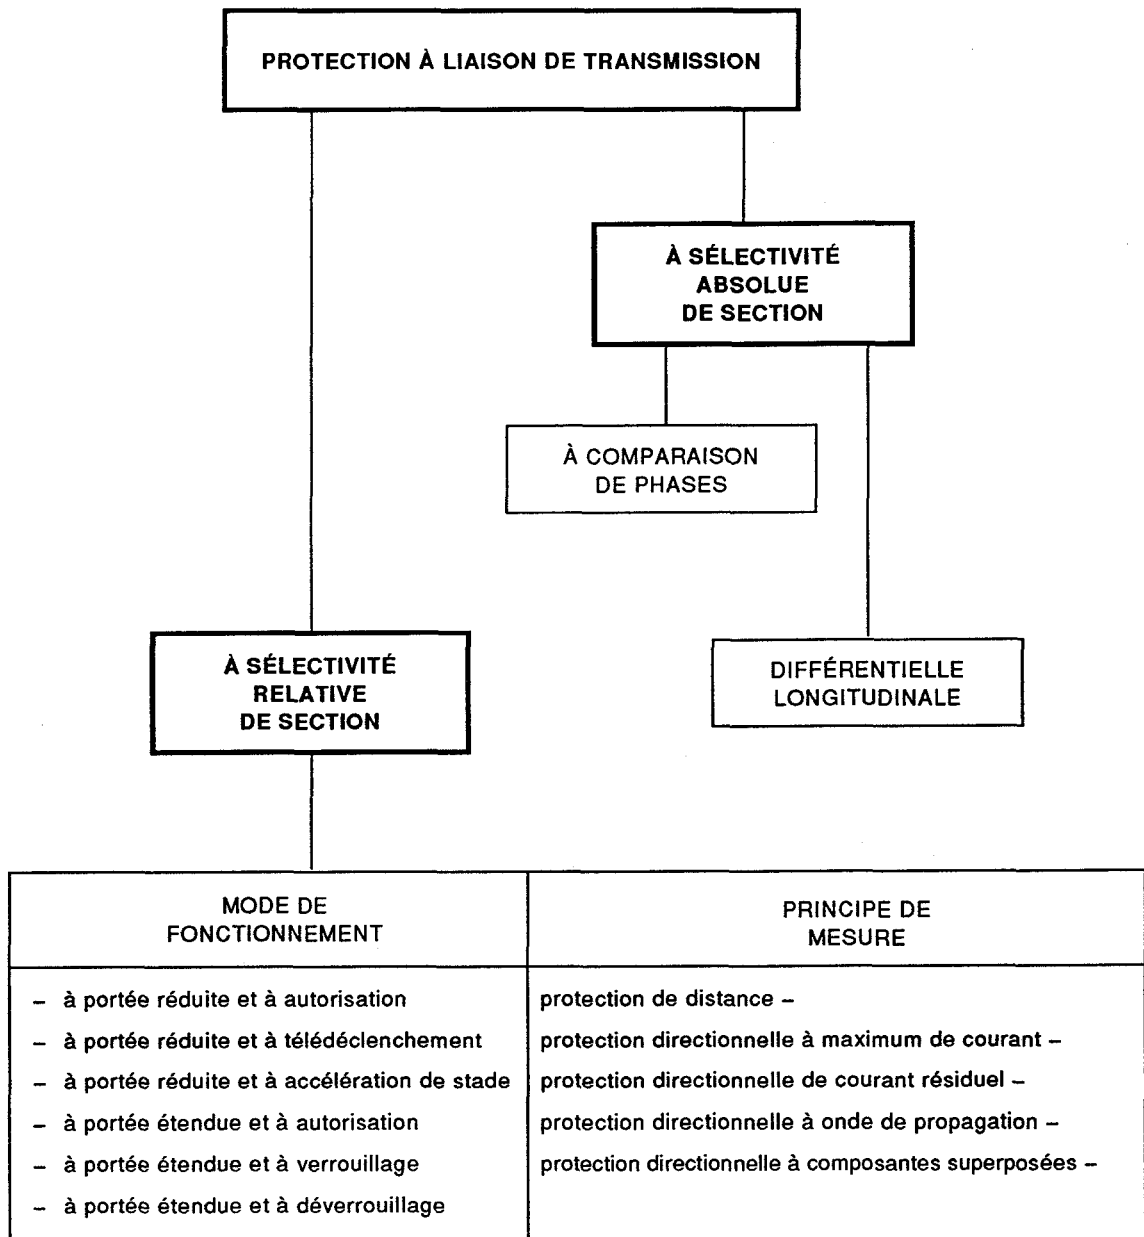 PROTECTION À LIAISON DE TRANSMISSION
À SÉLECTIVITÉ
ABSOLUE
DE SECTION
À COMPARAISON
DE PHASES
À SÉLECTIVITÉ
RELATIVE
DE SECTION
DIFFÉRENTIELLE
LONGITUDINALE
MODE DE
FONCTIONNEMENT
PRINCIPE DE
MESURE
– à portée réduite et à autorisation
– à portée réduite et à télédéclenchement
– à portée réduite et à accélération de stade
– à portée étendue et à autorisation
– à portée étendue et à verrouillage
– à portée étendue et à déverrouillage
protection de distance –
protection directionnelle à maximum de courant –
protection directionnelle de courant résiduel –
protection directionnelle à onde de propagation –
protection directionnelle à composantes superposées –